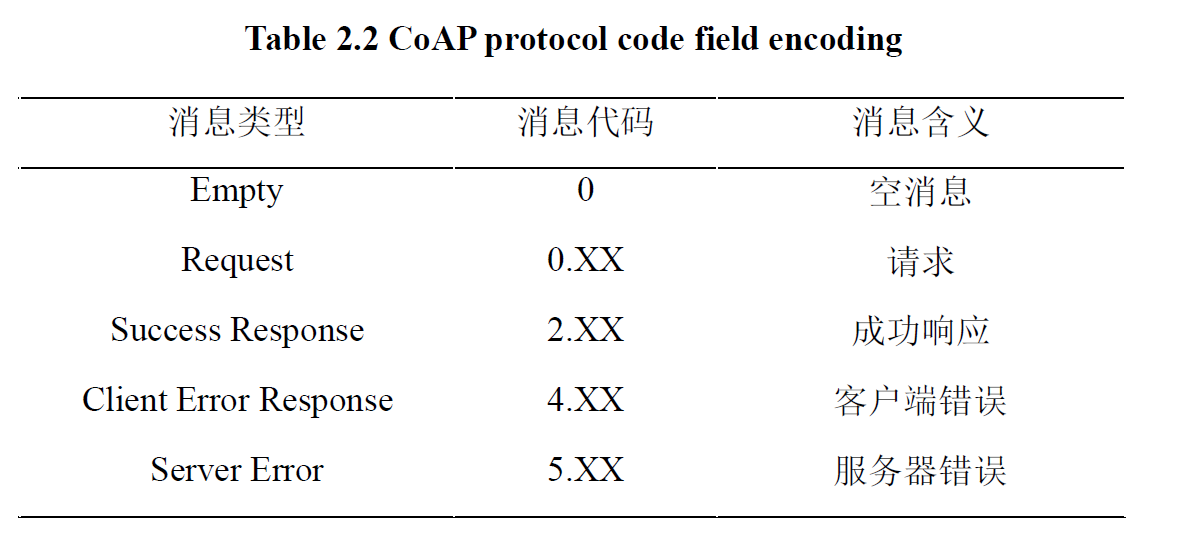 Table 2.2 CoAP protocol code field encoding
消息类型 消息代码 消息含义
Empty 0 空消息
Request 0.XX 请求
Success Response 2.XX 成功响应
Client Error Response 4.XX 客户端错误
Server Error 5.XX 服务器错误